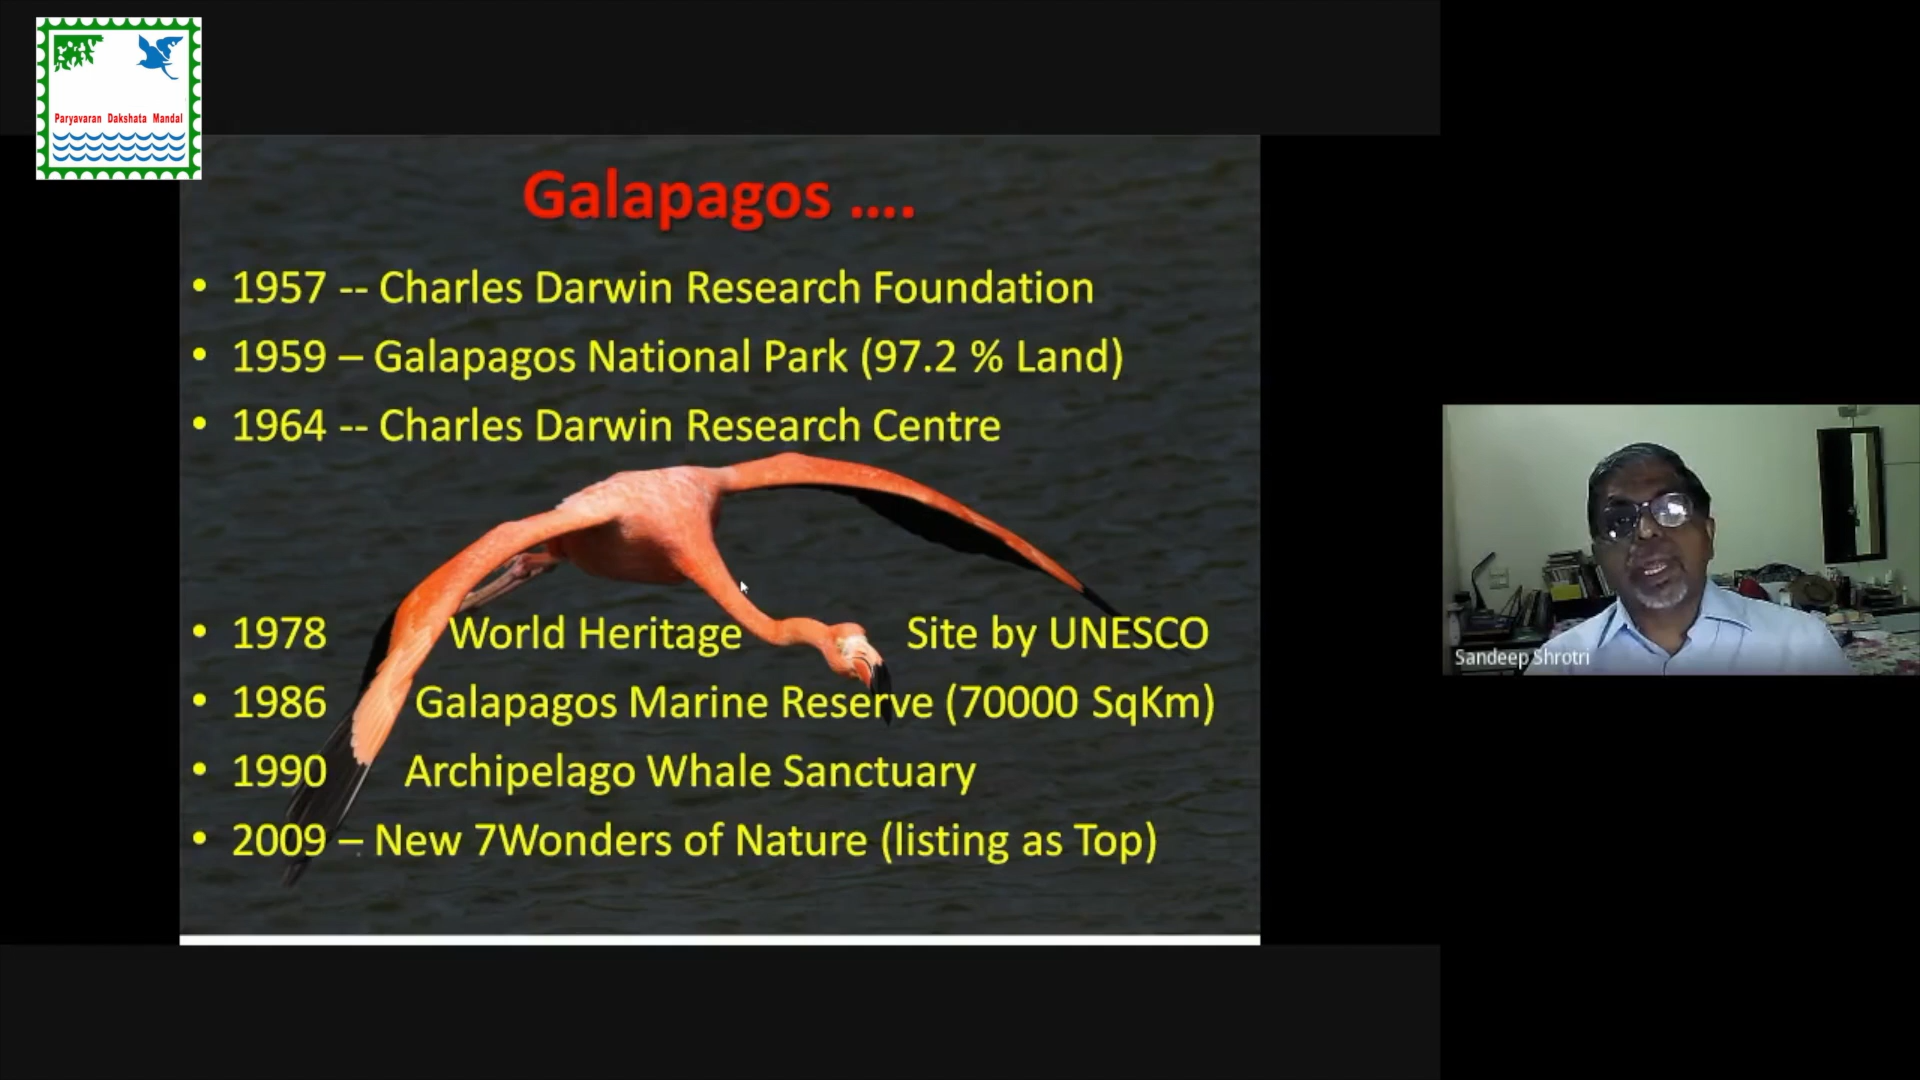 Paryavaran Dakshata Mandal
Galapagos ....
• 1957 -- Charles Darwin Research Foundation
• 1959 – Galapagos National Park (97.2 % Land)
• 1964 -- Charles Darwin Research Centre
• 1978 World Heritage Site by UNESCO
• 1986 Galapagos Marine Reserve (70000 SqKm)
• 1990 Archipelago Whale Sanctuary
• 2009 – New 7Wonders of Nature (listing as Top)
Sandeep Shrotri